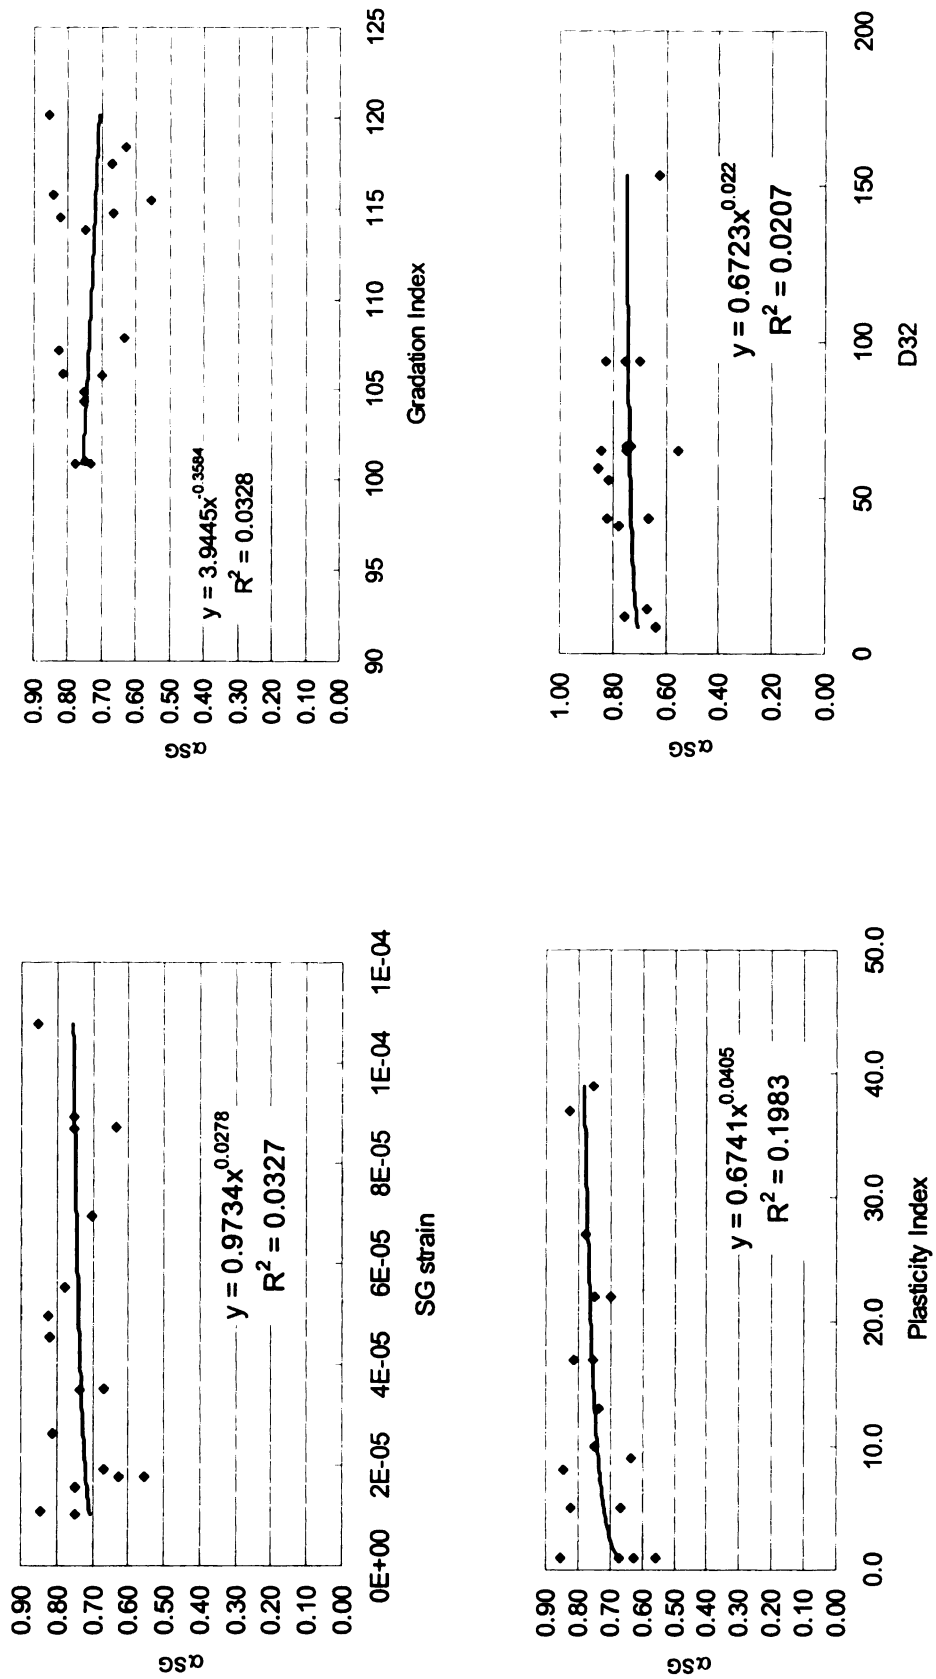 0.90
0.80
0.70
0.60
0.50
0.40
0.30
0.20
0.10
0.00
αSG
y = 0.9734x^0.0278
R² = 0.0327
0E+00 2E-05 4E-05 6E-05 8E-05 1E-04 1E-04
SG strain
0.90
0.80
0.70
0.60
0.50
0.40
0.30
0.20
0.10
0.00
αSG
y = 3.9445x^-0.3584
R² = 0.0328
90 95 100 105 110 115 120 125
Gradation Index
0.90
0.80
0.70
0.60
0.50
0.40
0.30
0.20
0.10
0.00
αSG
y = 0.6741x^0.0405
R² = 0.1983
0.0 10.0 20.0 30.0 40.0 50.0
Plasticity Index
1.00
0.80
0.60
0.40
0.20
0.00
αSG
y = 0.6723x^0.022
R² = 0.0207
0 50 100 150 200
D32